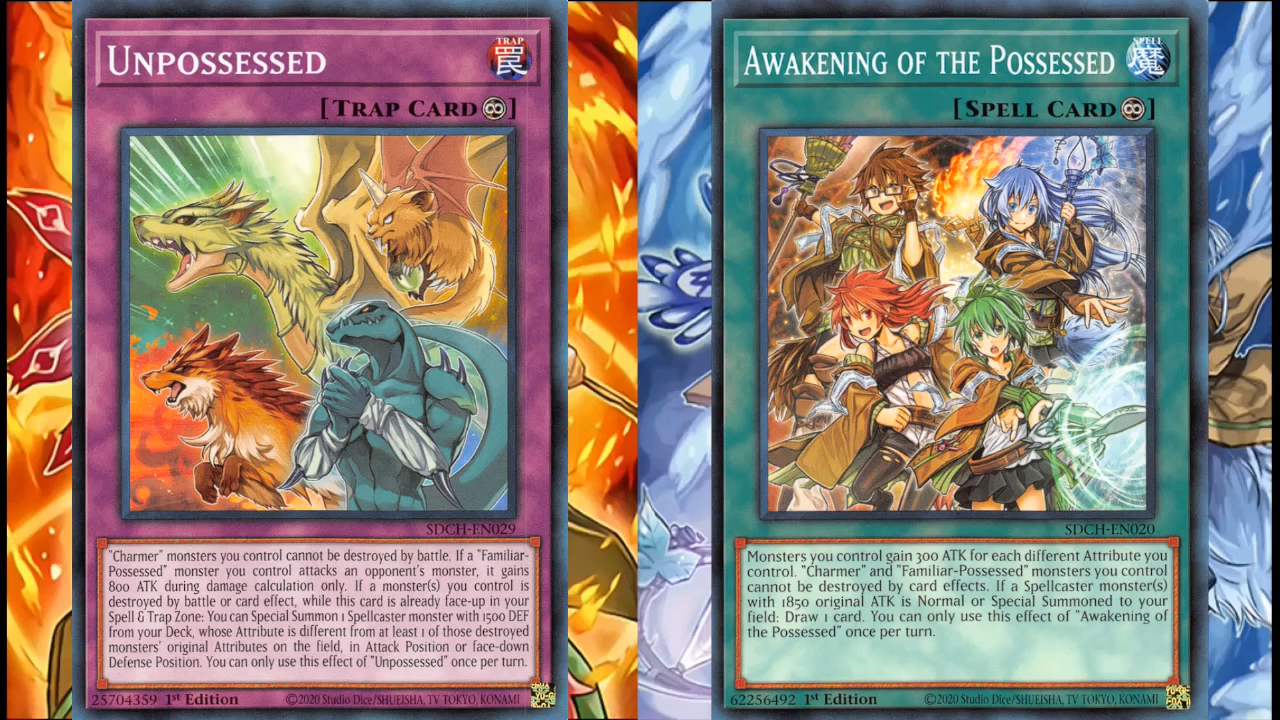 UNPOSSESSED
TRAP
罠
[TRAP CARD]
SDCH-EN029
"Charmer" monsters you control cannot be destroyed by battle. If a "Familiar-
Possessed" monster you control attacks an opponent's monster, it gains
800 ATK during damage calculation only. If a monster(s) you control is
destroyed by battle or card effect, while this card is already face-up in your
Spell & Trap Zone: You can Special Summon 1 Spellcaster monster with 1500 DEF
from your Deck, whose Attribute is different from at least 1 of those destroyed
monsters' original Attributes on the field, in Attack Position or face-down
Defense Position. You can only use this effect of "Unpossessed" once per turn.
25704359 1st Edition ©2020 Studio Dice/SHUEISHA, TV TOKYO, KONAMI
AWAKENING OF THE POSSESSED
SPELL
魔
[SPELL CARD]
SDCH-EN020
Monsters you control gain 300 ATK for each different Attribute you
control. "Charmer" and "Familiar-Possessed" monsters you control
cannot be destroyed by card effects. If a Spellcaster monster(s)
with 1850 original ATK is Normal or Special Summoned to your
field: Draw 1 card. You can only use this effect of "Awakening of
the Possessed" once per turn.
62256492 1st Edition ©2020 Studio Dice/SHUEISHA, TV TOKYO, KONAMI